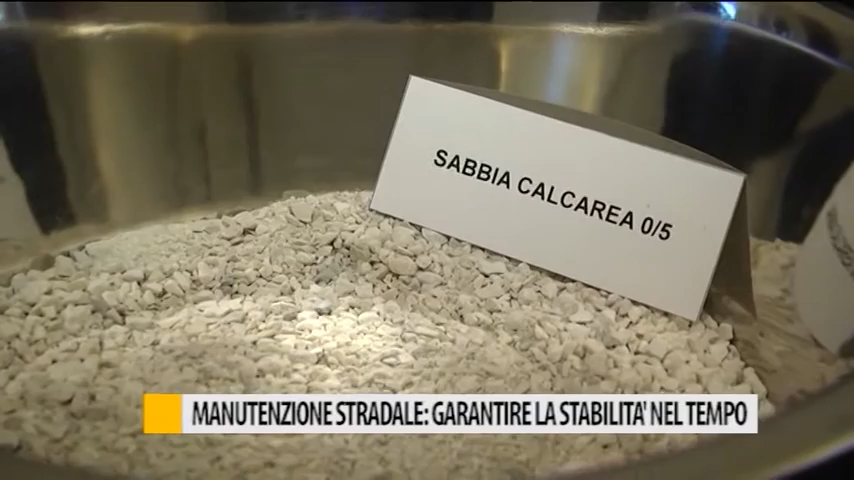 SABBIA CALCAREA 0/5
MANUTENZIONE STRADALE: GARANTIRE LA STABILITA' NEL TEMPO